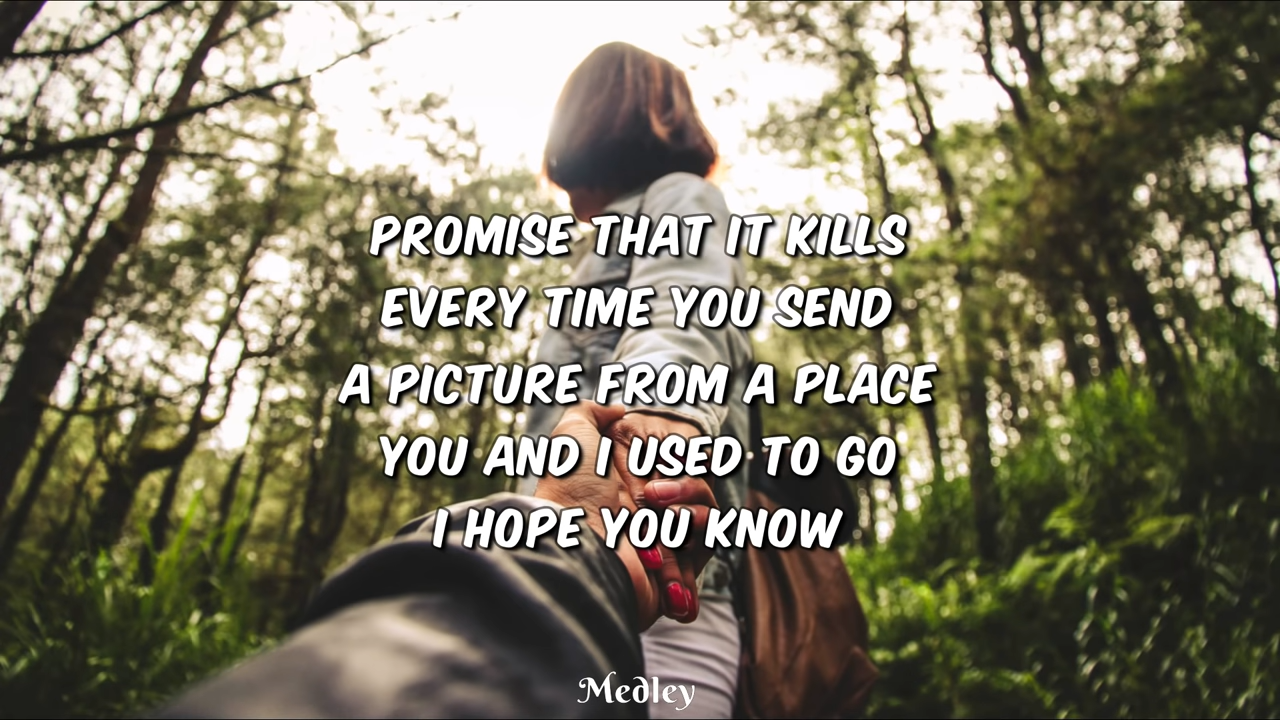 PROMISE THAT IT KILLS
EVERY TIME YOU SEND
A PICTURE FROM A PLACE
YOU AND I USED TO GO
I HOPE YOU KNOW
Medley